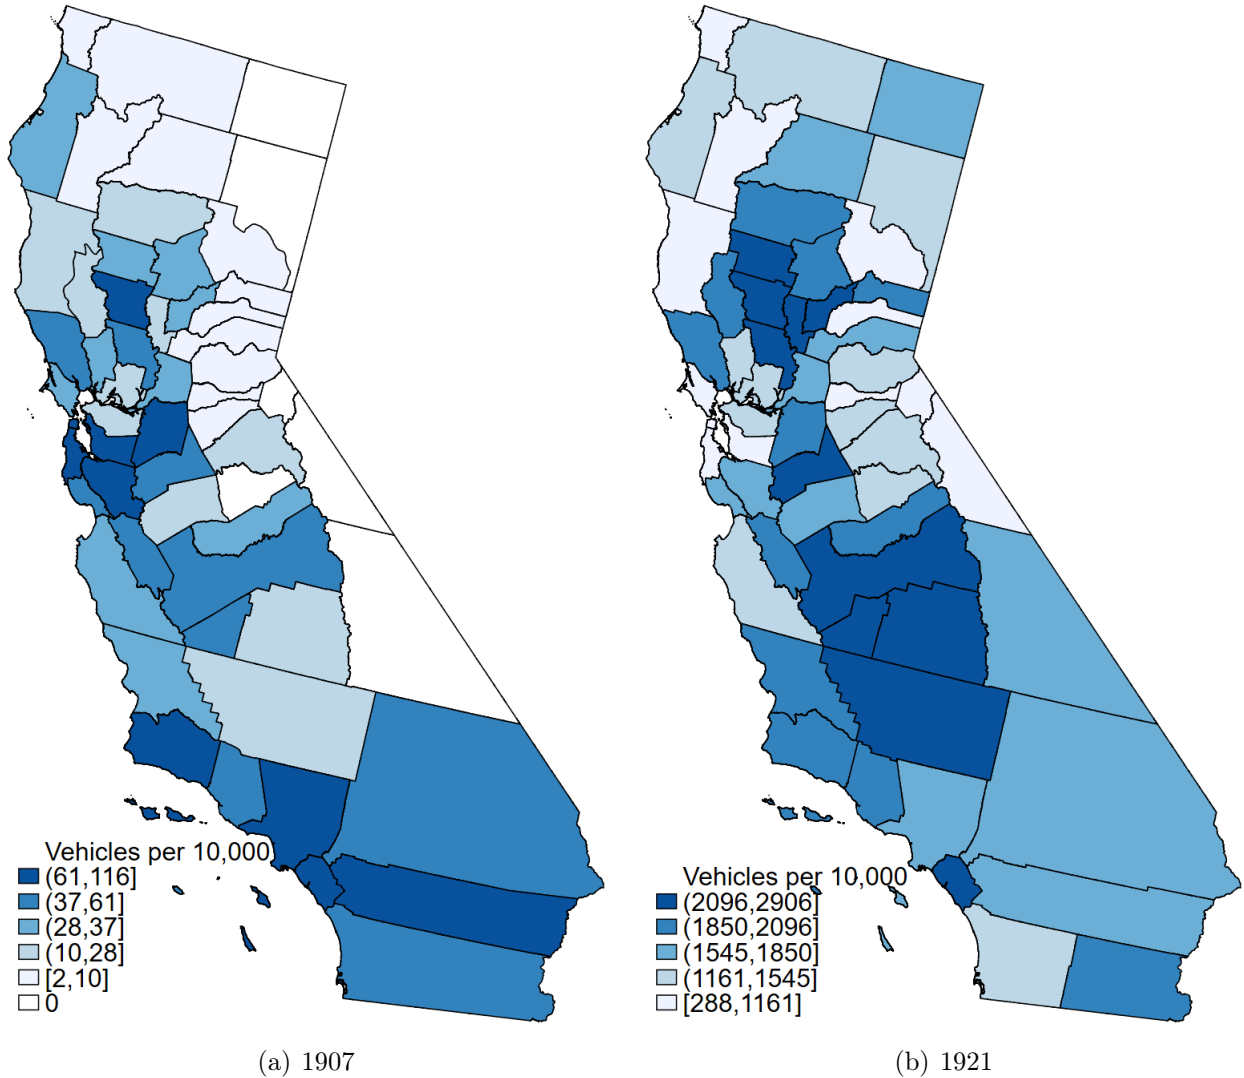 Vehicles per 10,000
(61,116]
(37,61]
(28,37]
(10,28]
[2,10]
0
(a) 1907
Vehicles per 10,000
(2096,2906]
(1850,2096]
(1545,1850]
(1161,1545]
[288,1161]
(b) 1921